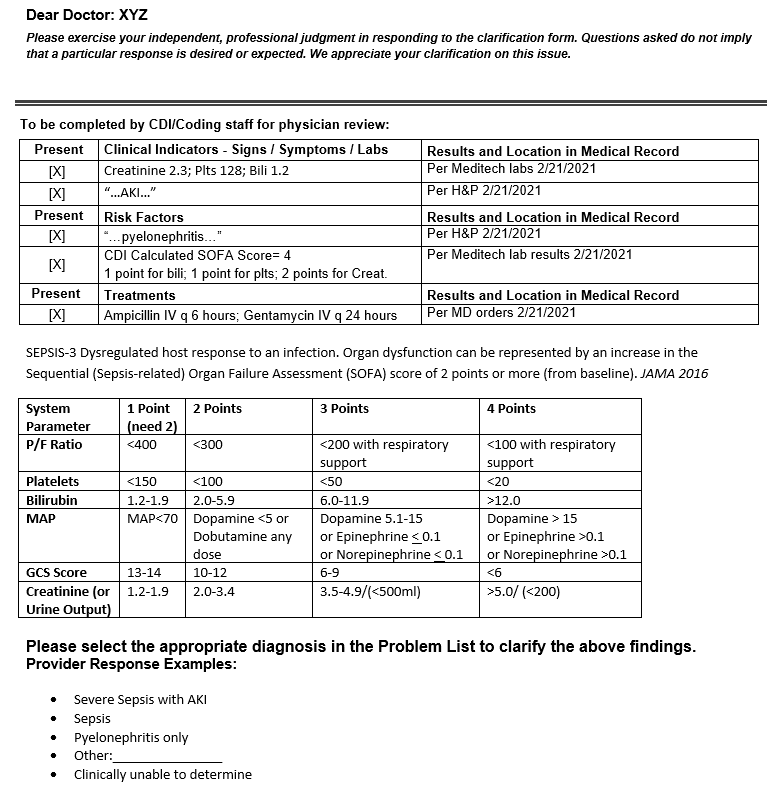 Dear Doctor: XYZ
Please exercise your independent, professional judgment in responding to the clarification form. Questions asked do not imply
that a particular response is desired or expected. We appreciate your clarification on this issue.
To be completed by CDI/Coding staff for physician review:
Present Clinical Indicators - Signs / Symptoms / Labs Results and Location in Medical Record
[X] Creatinine 2.3; Plts 128; Bili 1.2 Per Meditech labs 2/21/2021
[X] “...AKI...” Per H&P 2/21/2021
Present Risk Factors Results and Location in Medical Record
[X] “...pyelonephritis...” Per H&P 2/21/2021
[X] CDI Calculated SOFA Score= 4 Per Meditech lab results 2/21/2021
1 point for bili; 1 point for plts; 2 points for Creat.
Present Treatments Results and Location in Medical Record
[X] Ampicillin IV q 6 hours; Gentamycin IV q 24 hours Per MD orders 2/21/2021
SEPSIS-3 Dysregulated host response to an infection. Organ dysfunction can be represented by an increase in the
Sequential (Sepsis-related) Organ Failure Assessment (SOFA) score of 2 points or more (from baseline). JAMA 2016
System 1 Point 2 Points 3 Points 4 Points
Parameter (need 2)
P/F Ratio <400 <300 <200 with respiratory <100 with respiratory
support support
Platelets <150 <100 <50 <20
Bilirubin 1.2-1.9 2.0-5.9 6.0-11.9 >12.0
MAP MAP<70 Dopamine <5 or Dopamine 5.1-15 Dopamine > 15
Dobutamine any or Epinephrine < 0.1 or Epinephrine >0.1
dose or Norepinephrine < 0.1 or Norepinephrine >0.1
GCS Score 13-14 10-12 6-9 <6
Creatinine (or 1.2-1.9 2.0-3.4 3.5-4.9/(<500ml) >5.0/ (<200)
Urine Output)
Please select the appropriate diagnosis in the Problem List to clarify the above findings.
Provider Response Examples:
• Severe Sepsis with AKI
• Sepsis
• Pyelonephritis only
• Other:________________
• Clinically unable to determine